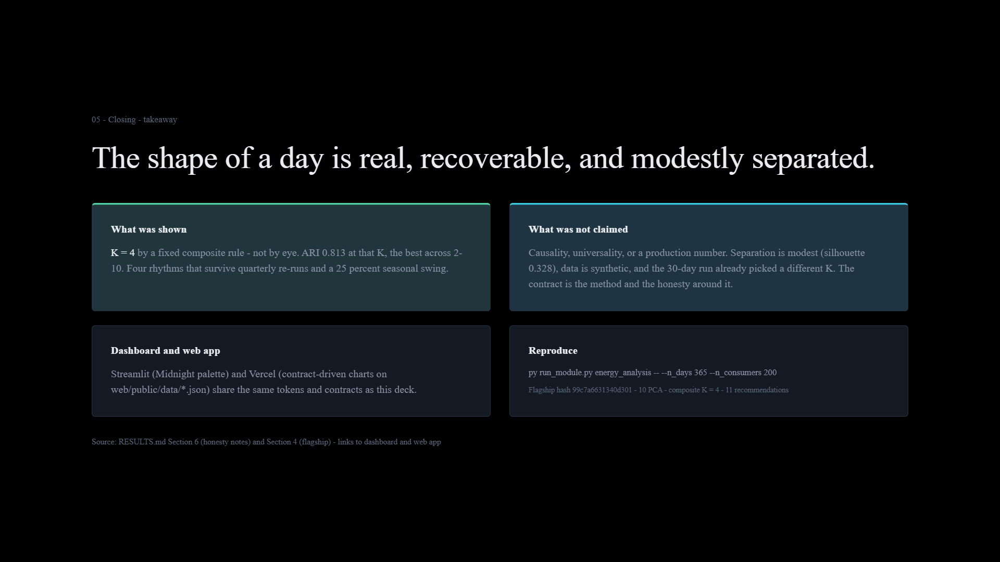 05 - Closing - takeaway
The shape of a day is real, recoverable, and modestly separated.
What was shown
K = 4 by a fixed composite rule - not by eye. ARI 0.813 at that K, the best across 2-
10. Four rhythms that survive quarterly re-runs and a 25 percent seasonal swing.
What was not claimed
Causality, universality, or a production number. Separation is modest (silhouette
0.328), data is synthetic, and the 30-day run already picked a different K. The
contract is the method and the honesty around it.
Dashboard and web app
Streamlit (Midnight palette) and Vercel (contract-driven charts on
web/public/data/*.json) share the same tokens and contracts as this deck.
Reproduce
py run_module.py energy_analysis -- --n_days 365 --n_consumers 200
Flagship hash 99c7a6631340d301 - 10 PCA - composite K = 4 - 11 recommendations
Source: RESULTS.md Section 6 (honesty notes) and Section 4 (flagship) - links to dashboard and web app